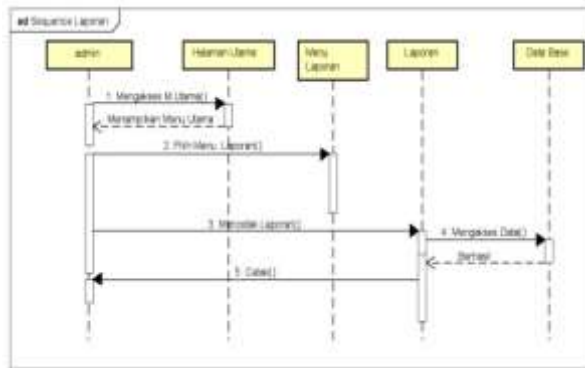 sd Sequence Laporan
admin
Halaman Utama
Menu
Laporan
Laporan
Data Base
1. Mengakses M.Utama()
Menampilkan Menu Utama
2. Pilih Menu Laporan()
3. Mencetak Laporan()
4. Mengakses Data()
Berhasil
5. Cetak()